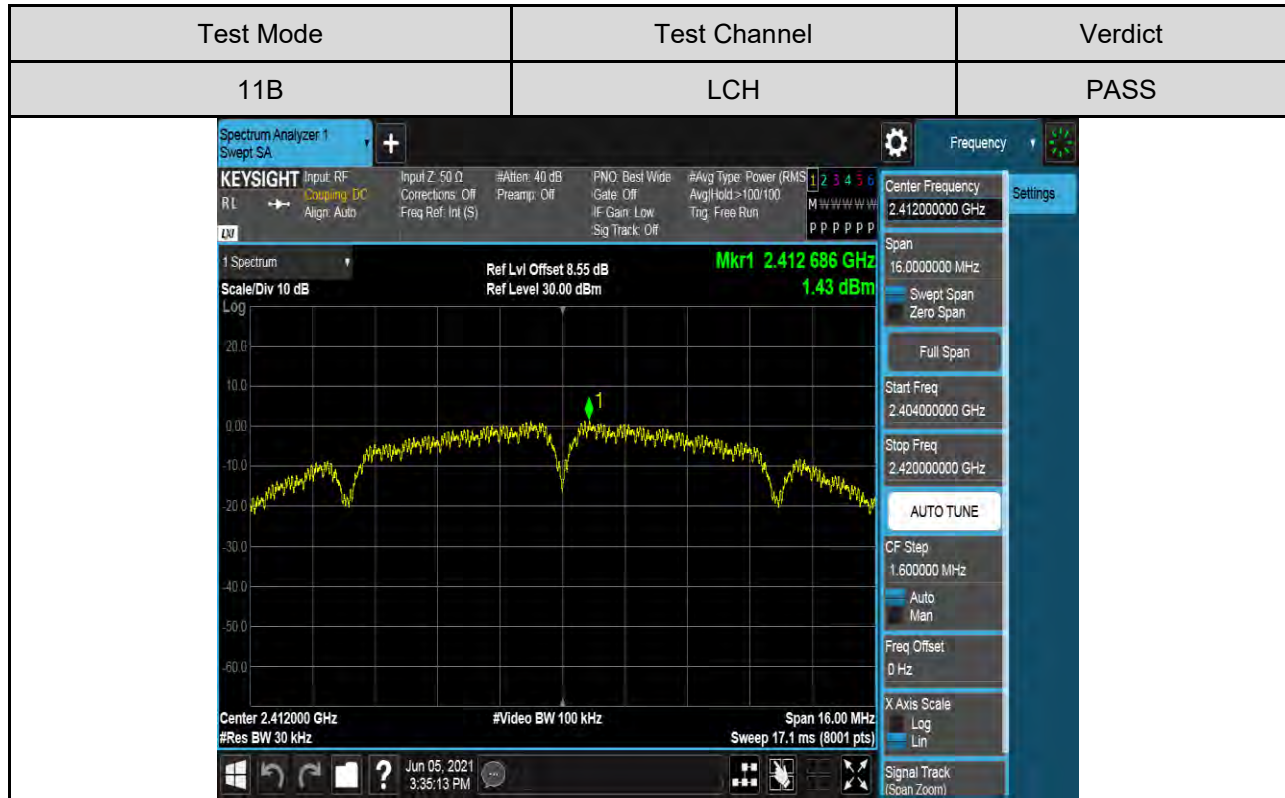 Test Mode Test Channel Verdict
11B LCH PASS
Spectrum Analyzer 1
Swept SA
+
Frequency
KEYSIGHT
RL
LXI
Input: RF
Coupling: DC
Align: Auto
Input Z: 50 Ω
Corrections: Off
Freq Ref: Int (S)
#Atten: 40 dB
Preamp: Off
PNO: Best Wide
Gate: Off
IF Gain: Low
Sig Track: Off
#Avg Type: Power (RMS
Avg|Hold:>100/100
Trig: Free Run
1 2 3 4 5 6
M W W W W W
P P P P P P
1 Spectrum
Scale/Div 10 dB
Ref Lvl Offset 8.55 dB
Ref Level 30.00 dBm
Mkr1 2.412 686 GHz
1.43 dBm
Log
20.0
10.0
0.00
-10.0
-20.0
-30.0
-40.0
-50.0
-60.0
1
Center 2.412000 GHz
#Res BW 30 kHz
#Video BW 100 kHz
Span 16.00 MHz
Sweep 17.1 ms (8001 pts)
Center Frequency
2.412000000 GHz
Settings
Span
16.0000000 MHz
Swept Span
Zero Span
Full Span
Start Freq
2.404000000 GHz
Stop Freq
2.420000000 GHz
AUTO TUNE
CF Step
1.600000 MHz
Auto
Man
Freq Offset
0 Hz
X Axis Scale
Log
Lin
Signal Track
(Span Zoom)
?
Jun 05, 2021
3:35:13 PM